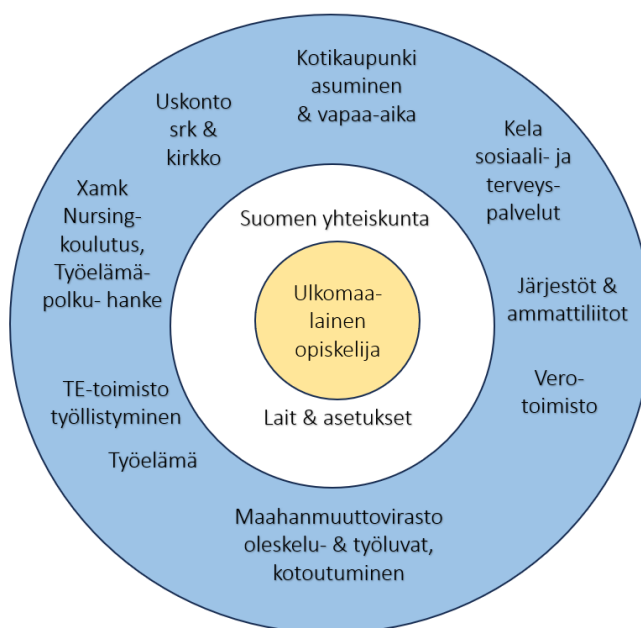 Kotikaupunki
asuminen
& vapaa-aika
Uskonto
srk &
kirkko
Kela
sosiaali- ja
terveys-
palvelut
Xamk
Nursing-
koulutus,
Työelämä-
polku- hanke
Suomen yhteiskunta
Ulkomaa-
lainen
opiskelija
Järjestöt &
ammattiliitot
Vero-
toimisto
TE-toimisto
työllistyminen
Lait & asetukset
Työelämä
Maahanmuuttovirasto
oleskelu- & työluvat,
kotoutuminen